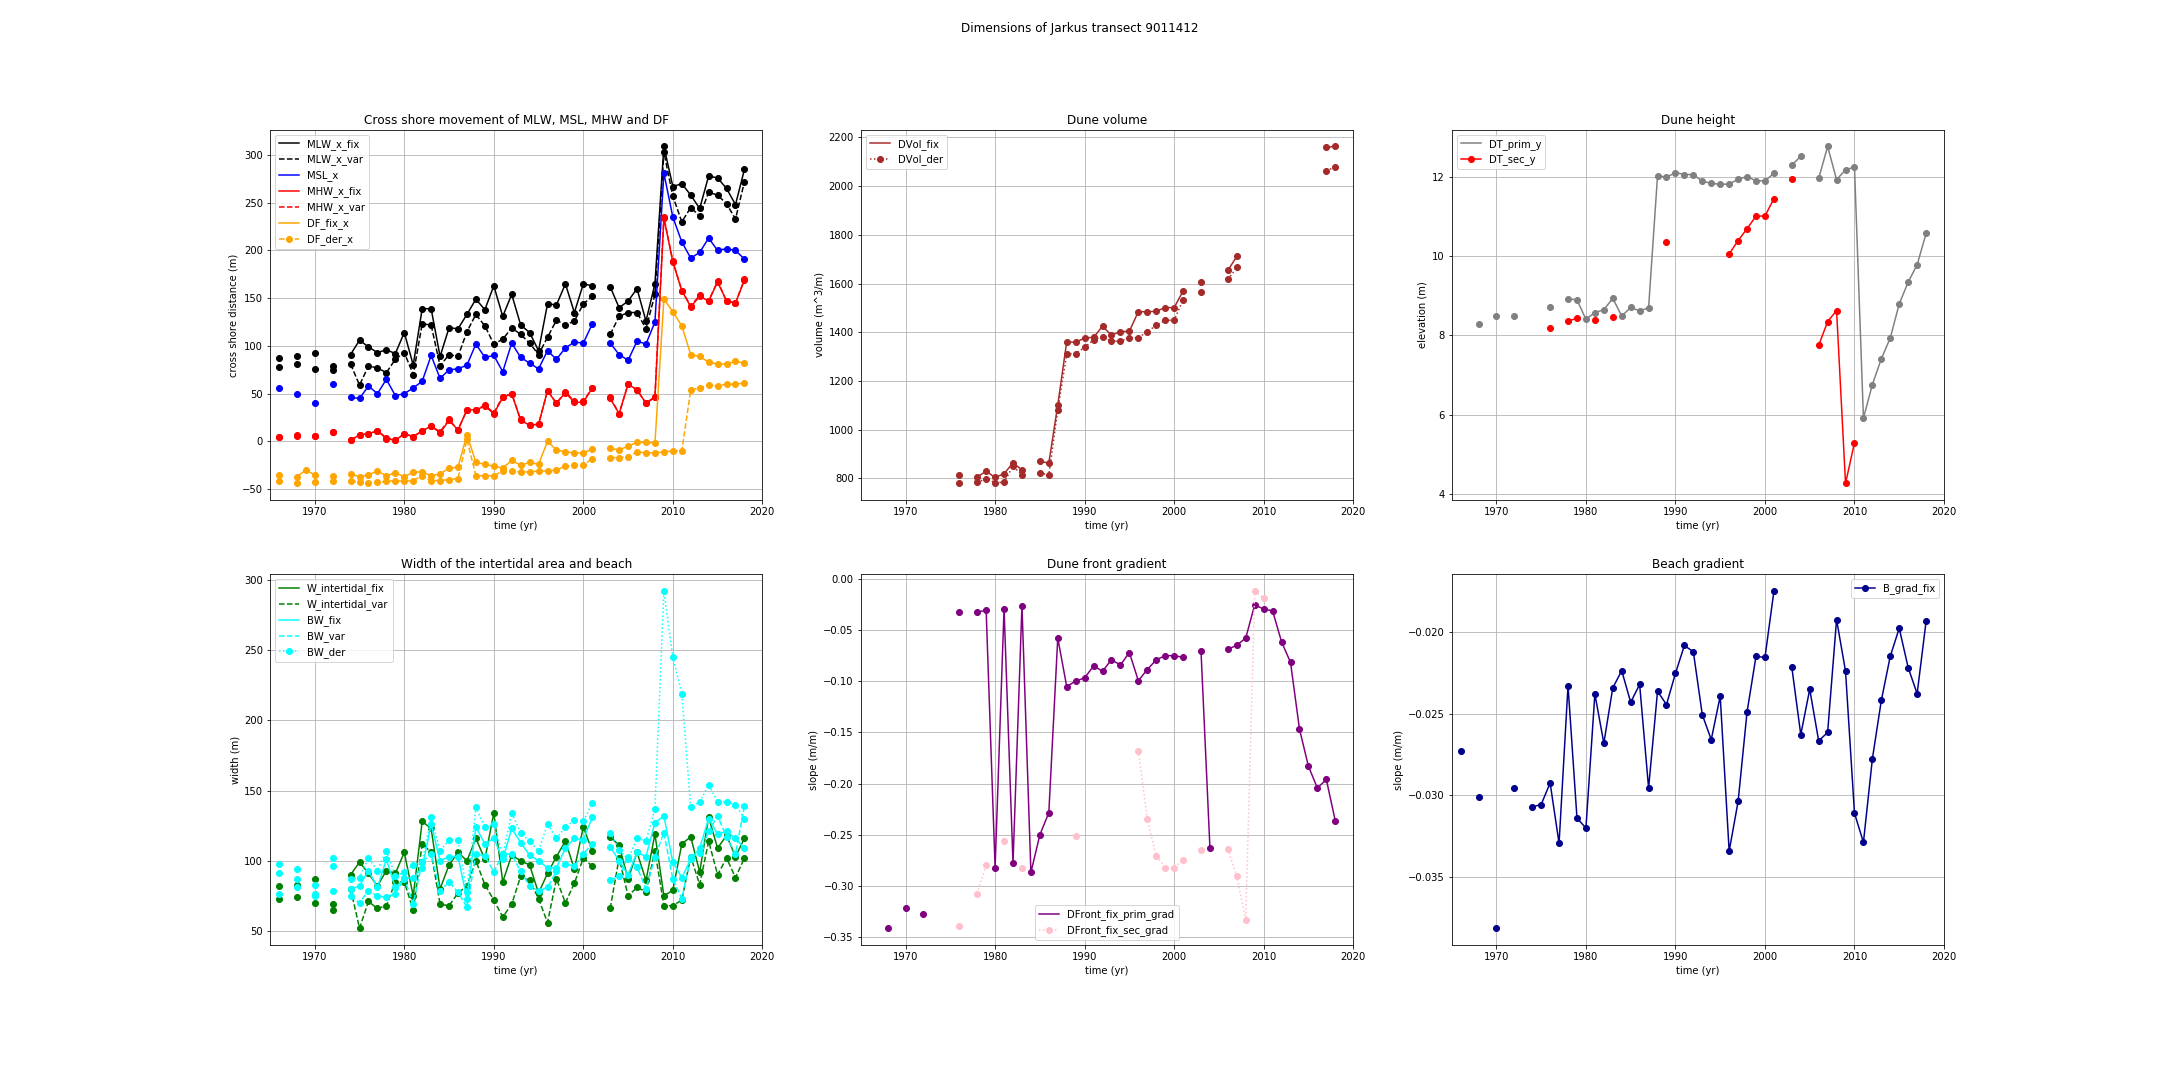 Dimensions of Jarkus transect 9011412
Cross shore movement of MLW, MSL, MHW and DF
MLW_x_fix
MLW_x_var
MSL_x
MHW_x_fix
MHW_x_var
DF_fix_x
DF_der_x
cross shore distance (m)
300
250
200
150
100
50
0
−50
1970 1980 1990 2000 2010 2020
time (yr)
Dune volume
DVol_fix
DVol_der
volume (m^3/m)
2200
2000
1800
1600
1400
1200
1000
800
1970 1980 1990 2000 2010 2020
time (yr)
Dune height
DT_prim_y
DT_sec_y
elevation (m)
12
10
8
6
4
1970 1980 1990 2000 2010 2020
time (yr)
Width of the intertidal area and beach
W_intertidal_fix
W_intertidal_var
BW_fix
BW_var
BW_der
width (m)
300
250
200
150
100
50
1970 1980 1990 2000 2010 2020
time (yr)
Dune front gradient
slope (m/m)
0.00
−0.05
−0.10
−0.15
−0.20
−0.25
−0.30
−0.35
DFront_fix_prim_grad
DFront_fix_sec_grad
1970 1980 1990 2000 2010 2020
time (yr)
Beach gradient
B_grad_fix
slope (m/m)
−0.020
−0.025
−0.030
−0.035
1970 1980 1990 2000 2010 2020
time (yr)